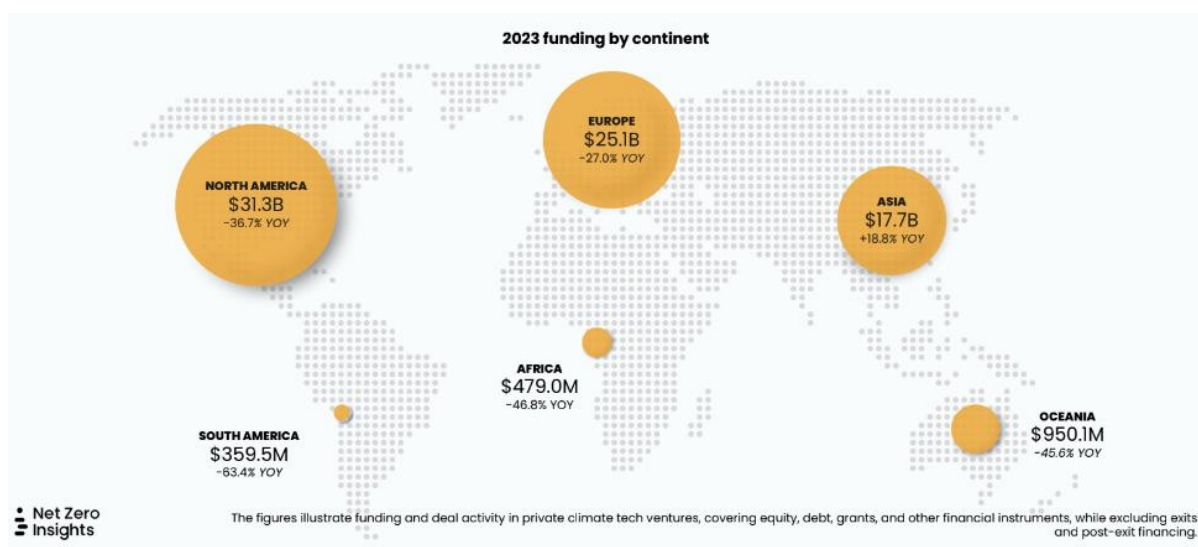 2023 funding by continent
EUROPE
$25.1B
-27.0% YOY
NORTH AMERICA
$31.3B
-36.7% YOY
ASIA
$17.7B
+18.8% YOY
AFRICA
$479.0M
-46.8% YOY
SOUTH AMERICA
$359.5M
-63.4% YOY
OCEANIA
$950.1M
-45.6% YOY
Net Zero
Insights
The figures illustrate funding and deal activity in private climate tech ventures, covering equity, debt, grants, and other financial instruments, while excluding exits
and post-exit financing.